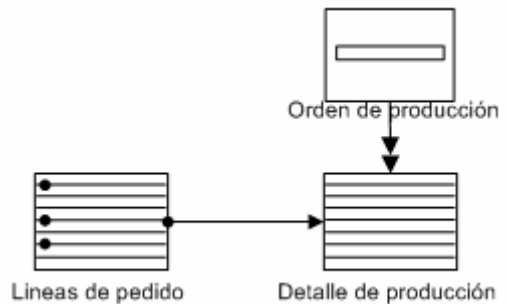 Orden de producción
Lineas de pedido
Detalle de producción